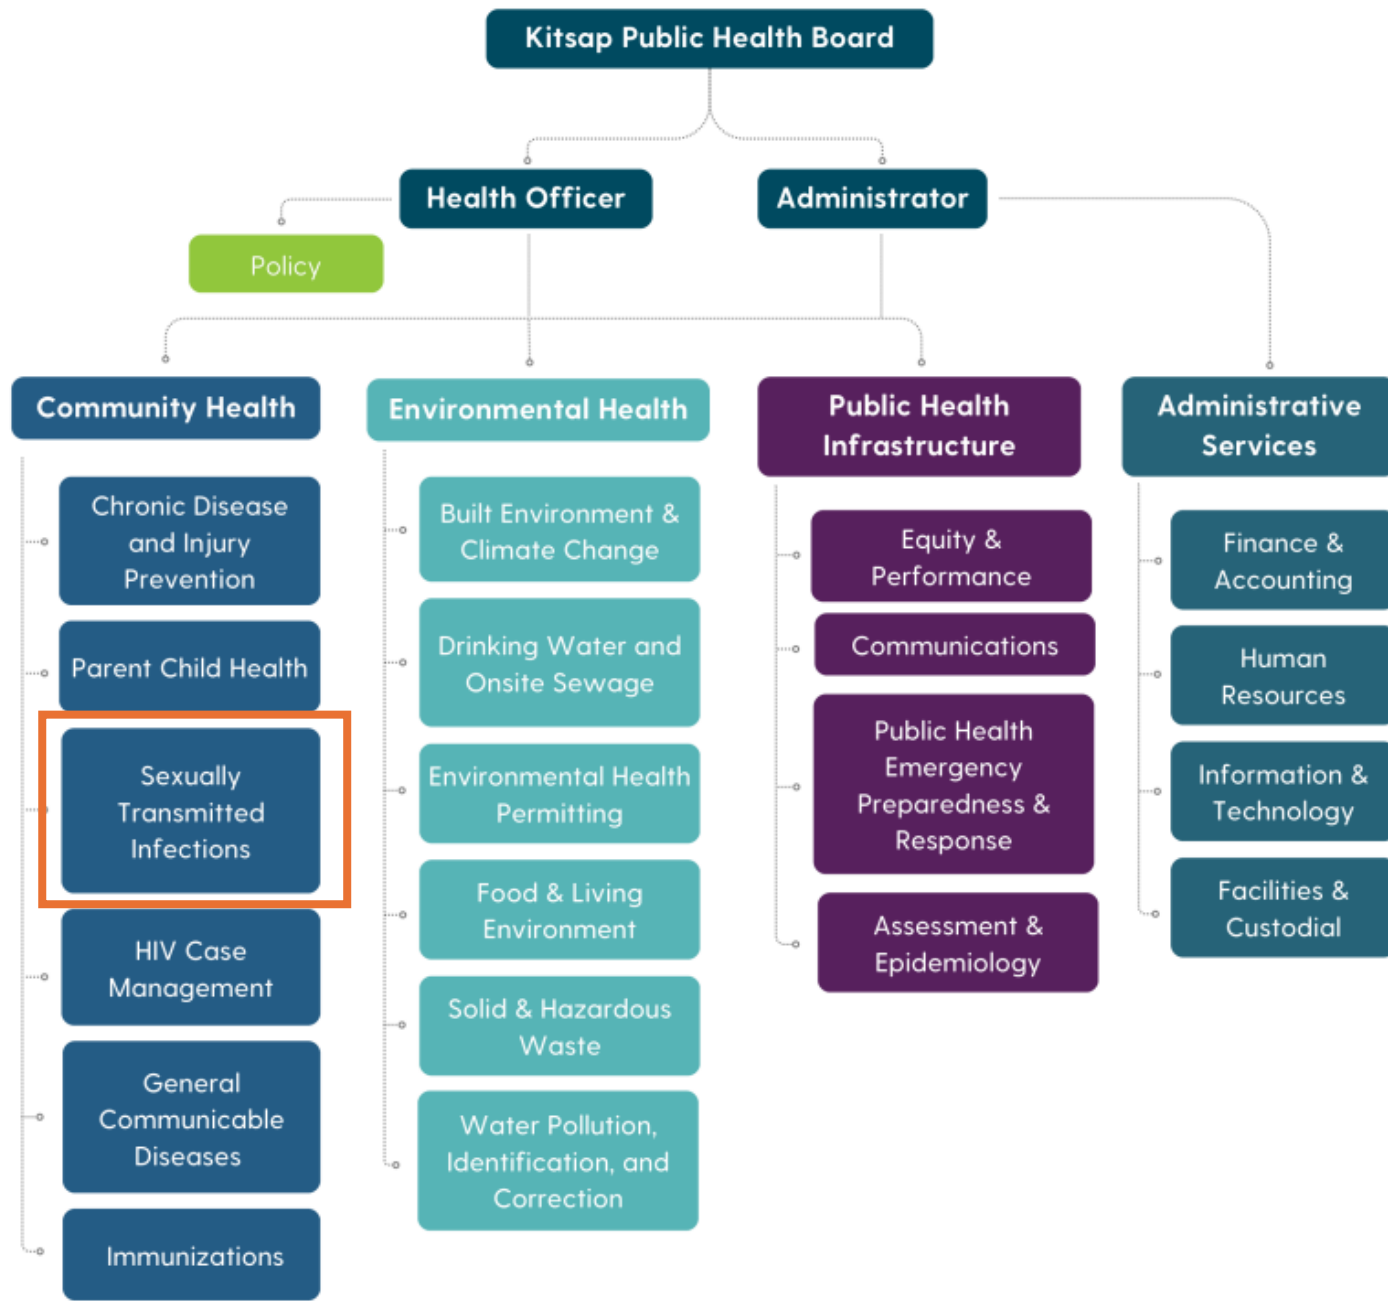 Kitsap Public Health Board
Health Officer
Administrator
Policy
Community Health
Chronic Disease
and Injury
Prevention
Parent Child Health
Sexually
Transmitted
Infections
HIV Case
Management
General
Communicable
Diseases
Immunizations
Environmental Health
Built Environment &
Climate Change
Drinking Water and
Onsite Sewage
Environmental Health
Permitting
Food & Living
Environment
Solid & Hazardous
Waste
Water Pollution,
Identification, and
Correction
Public Health
Infrastructure
Equity &
Performance
Communications
Public Health
Emergency
Preparedness &
Response
Assessment &
Epidemiology
Administrative
Services
Finance &
Accounting
Human
Resources
Information &
Technology
Facilities &
Custodial